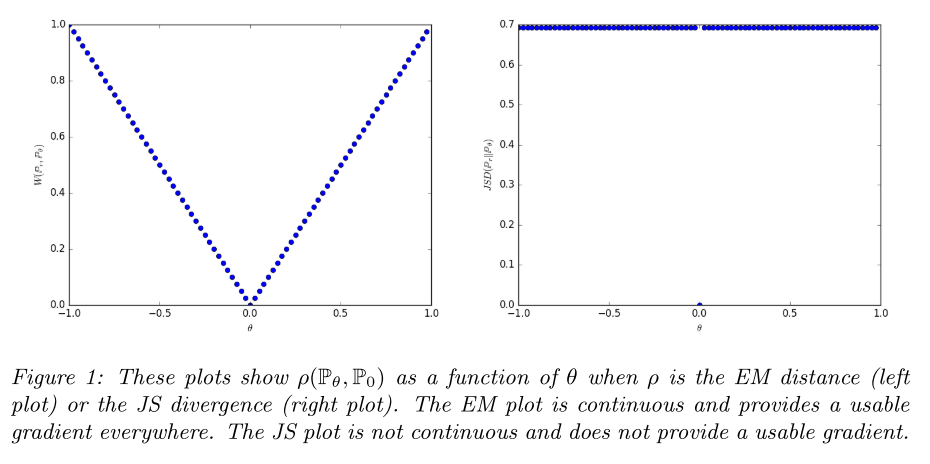 1.0
0.8
0.6
0.4
0.2
0.0
W(ℙᵣ, ℙ_θ)
−1.0 −0.5 0.0 0.5 1.0
θ
0.7
0.6
0.5
0.4
0.3
0.2
0.1
0.0
JSD(ℙᵣ‖ℙ_θ)
−1.0 −0.5 0.0 0.5 1.0
θ
Figure 1: These plots show ρ(ℙ_θ, ℙ₀) as a function of θ when ρ is the EM distance (left
plot) or the JS divergence (right plot). The EM plot is continuous and provides a usable
gradient everywhere. The JS plot is not continuous and does not provide a usable gradient.